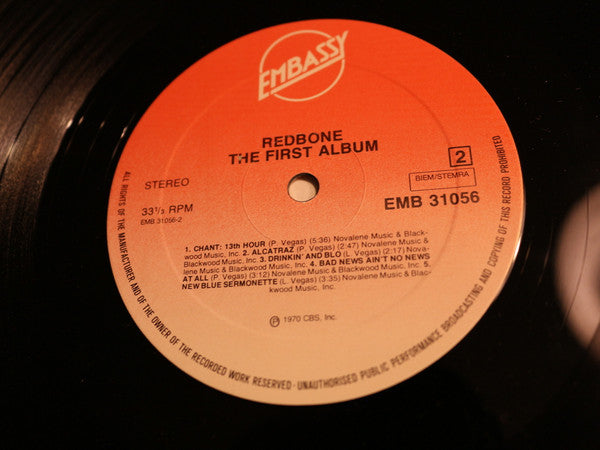 EMBASSY
REDBONE
THE FIRST ALBUM
STEREO
2
BIEM/STEMRA
33⅓ RPM
EMB 31056-2
EMB 31056
1. CHANT: 13th HOUR (P. Vegas) (5:36) Novalene Music & Black-
wood Music, Inc. 2. ALCATRAZ (P. Vegas) (2:47) Novalene Music &
Blackwood Music, Inc. 3. DRINKIN' AND BLO (L. Vegas) (2:17) Nova-
lene Music & Blackwood Music, Inc. 4. BAD NEWS AIN'T NO NEWS
AT ALL (P. Vegas) (3:12) Novalene Music & Blackwood Music, Inc. 5.
NEW BLUE SERMONETTE (L. Vegas) (3:35) Novalene Music & Blac-
kwood Music, Inc.
Ⓟ 1970 CBS, Inc.
ALL RIGHTS OF THE MANUFACTURER AND OF THE OWNER OF THE RECORDED WORK RESERVED · UNAUTHORISED PUBLIC PERFORMANCE BROADCASTING AND COPYING OF THIS RECORD PROHIBITED